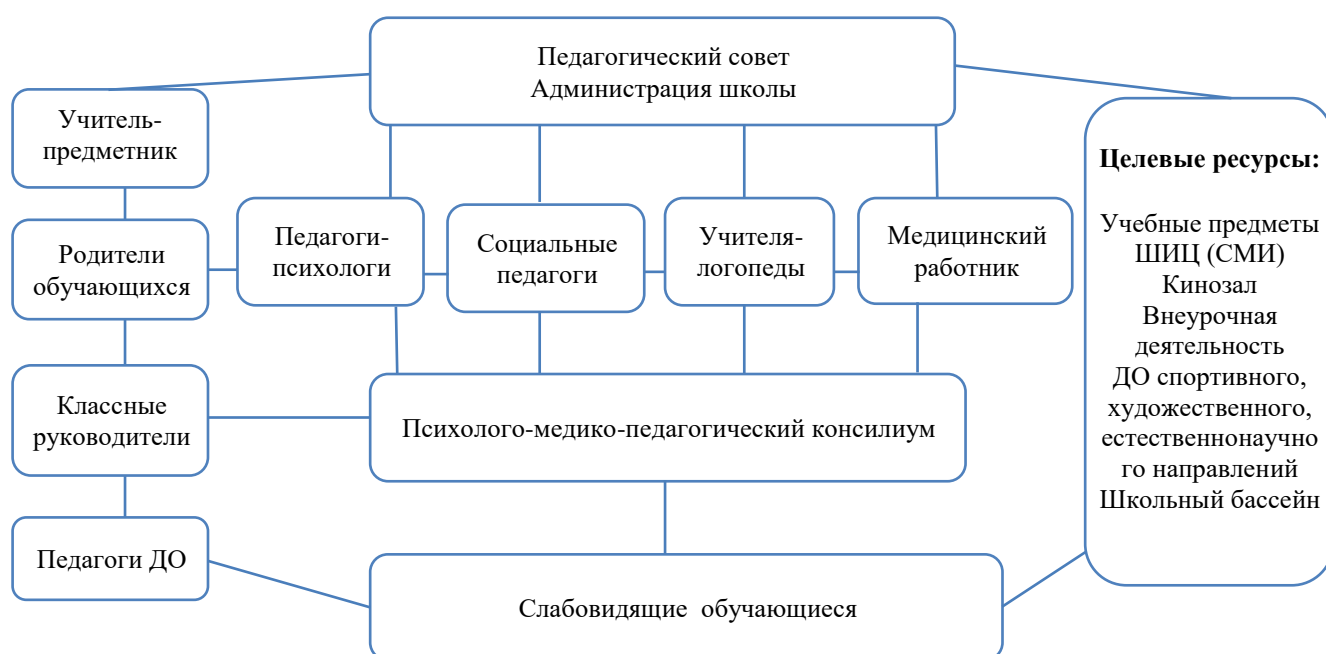 Педагогический совет
Администрация школы
Учитель-
предметник
Целевые ресурсы:
Учебные предметы
ШИЦ (СМИ)
Кинозал
Внеурочная
деятельность
ДО спортивного,
художественного,
естественнонаучно
го направлений
Школьный бассейн
Родители
обучающихся
Педагоги-
психологи
Социальные
педагоги
Учителя-
логопеды
Медицинский
работник
Классные
руководители
Психолого-медико-педагогический консилиум
Педагоги ДО
Слабовидящие обучающиеся